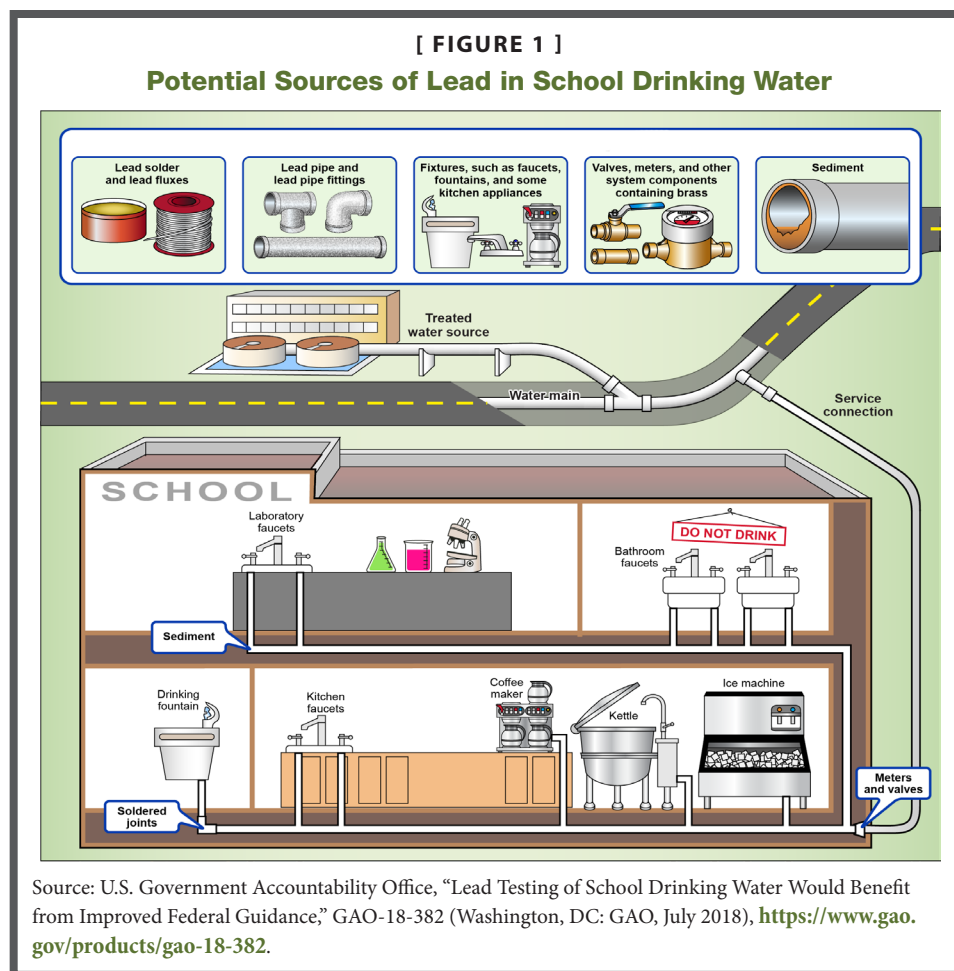 [ FIGURE 1 ]
Potential Sources of Lead in School Drinking Water
Lead solder
and lead fluxes
Lead pipe and
lead pipe fittings
Fixtures, such as faucets,
fountains, and some
kitchen appliances
Valves, meters, and other
system components
containing brass
Sediment
Treated
water source
Water main
Service
connection
SCHOOL
Laboratory
faucets
DO NOT DRINK
Bathroom
faucets
Sediment
Drinking
fountain
Kitchen
faucets
Coffee
maker
Kettle
Ice machine
Meters
and valves
Soldered
joints
Source: U.S. Government Accountability Office, “Lead Testing of School Drinking Water Would Benefit
from Improved Federal Guidance,” GAO-18-382 (Washington, DC: GAO, July 2018), https://www.gao.
gov/products/gao-18-382.